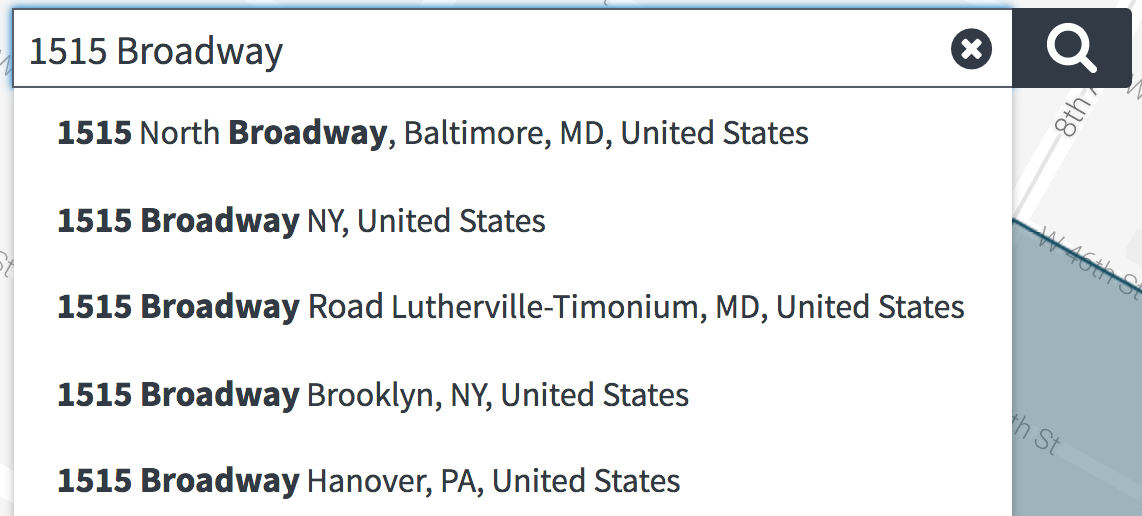 1515 Broadway
1515 North Broadway, Baltimore, MD, United States
1515 Broadway NY, United States
1515 Broadway Road Lutherville-Timonium, MD, United States
1515 Broadway Brooklyn, NY, United States
1515 Broadway Hanover, PA, United States
8th
W 46th St
th St
St